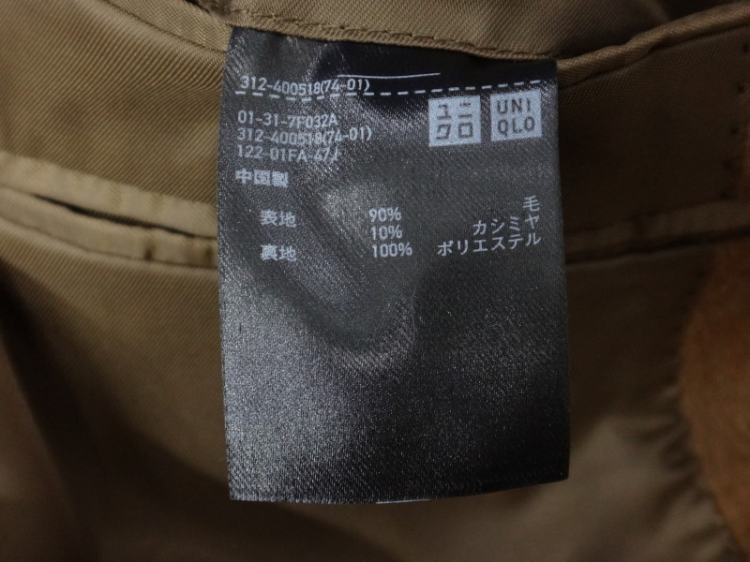 312-400518(74-01)
01-31-7F032A
312-400518(74-01)
122-01FA-47J
中国製
ユニ
クロ
UNI
QLO
表地 90% 毛
10% カシミヤ
裏地 100% ポリエステル